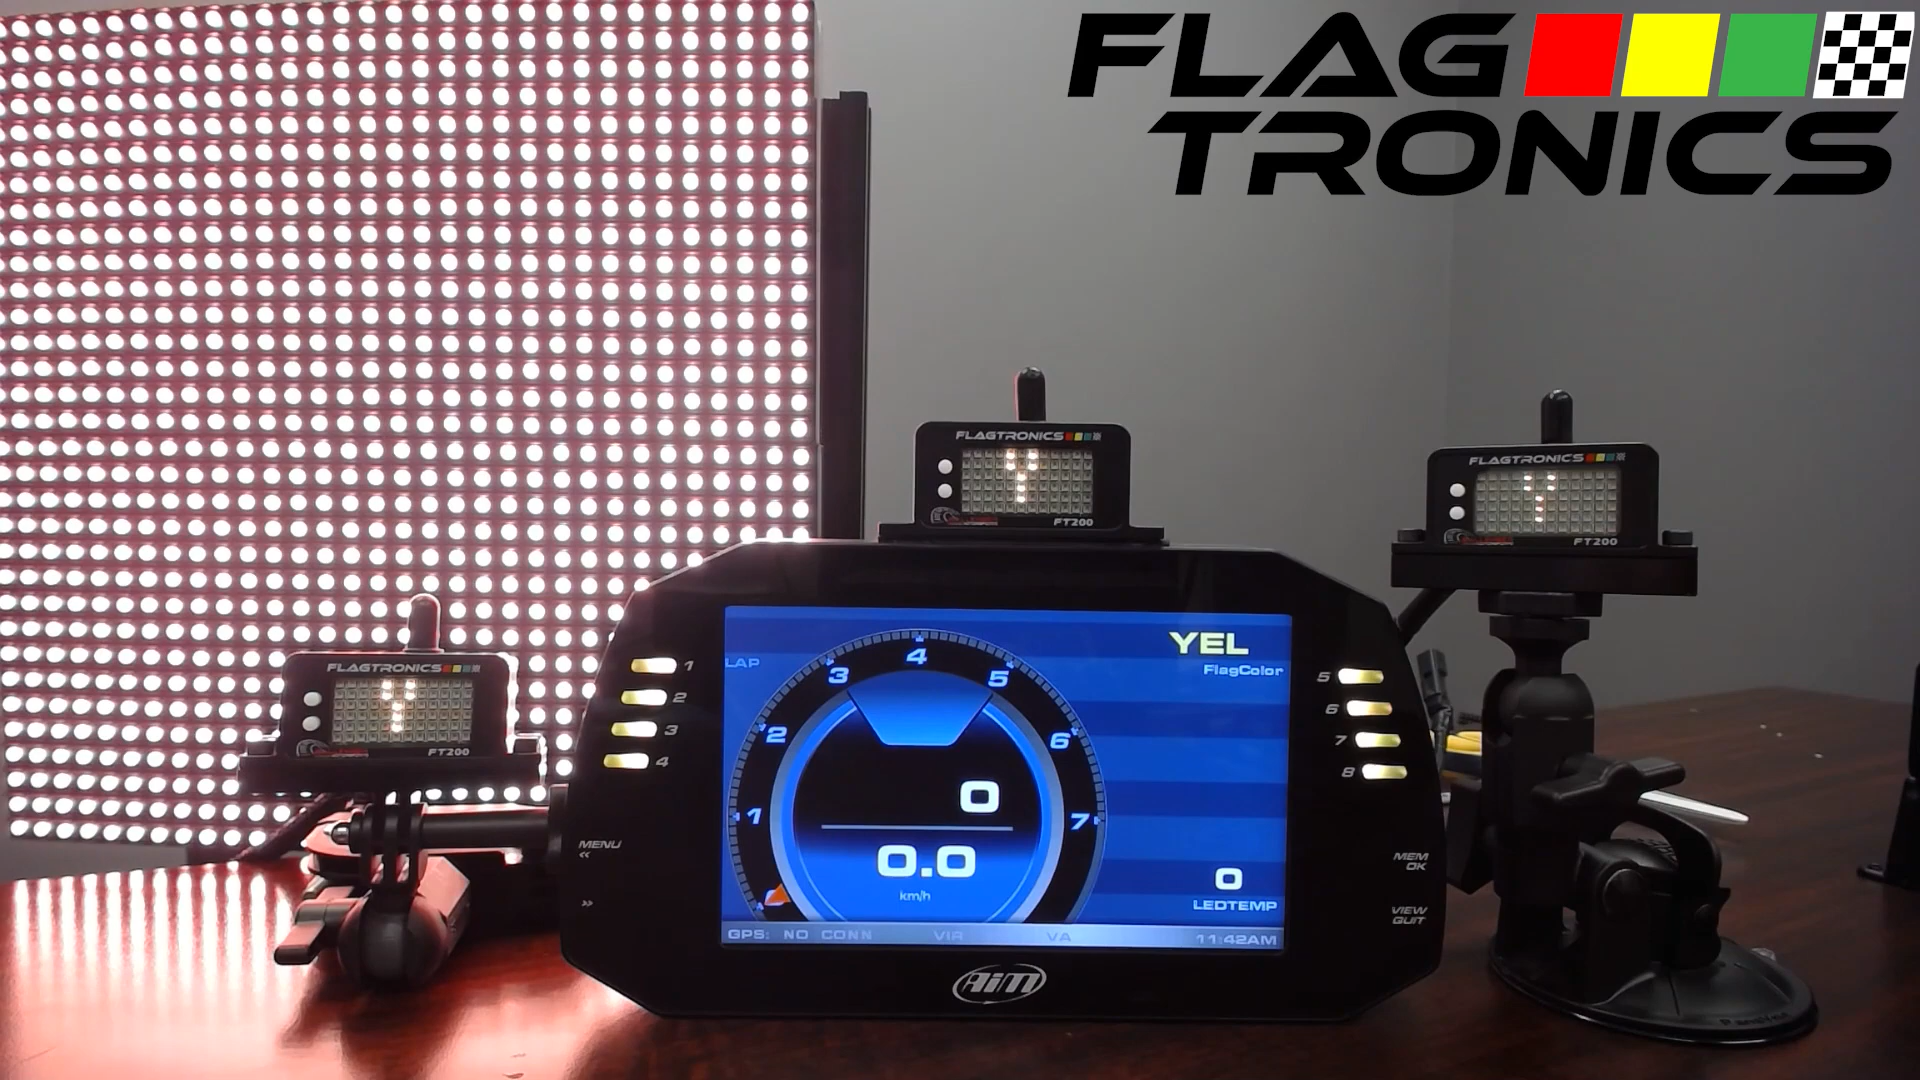 FLAG
TRONICS
FLAGTRONICS
Y
FT200
FLAGTRONICS
Y
FT200
FLAGTRONICS
Y
FT200
1
2
3
4
MENU
<<
>>
LAP
YEL
FlagColor
0
1
2
3
4
5
6
7
0
0.0
km/h
0
LEDTEMP
GPS: NO CONN VIR VA 11:42AM
5
6
7
8
MEM
OK
VIEW
QUIT
AiM